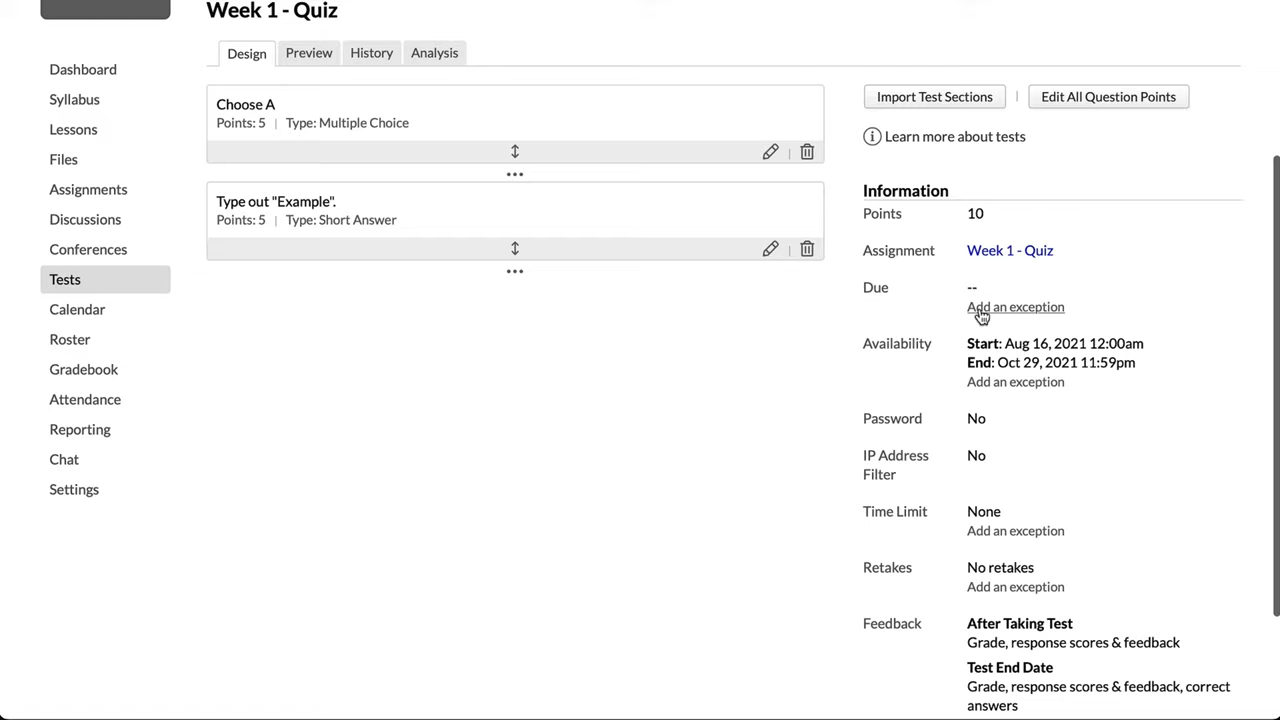 Week 1 - Quiz
Design
Preview
History
Analysis
Dashboard
Syllabus
Lessons
Files
Assignments
Discussions
Conferences
Tests
Calendar
Roster
Gradebook
Attendance
Reporting
Chat
Settings
Choose A
Points: 5 | Type: Multiple Choice
Type out "Example".
Points: 5 | Type: Short Answer
Import Test Sections | Edit All Question Points
Learn more about tests
Information
Points 10
Assignment Week 1 - Quiz
Due --
Add an exception
Availability Start: Aug 16, 2021 12:00am
End: Oct 29, 2021 11:59pm
Add an exception
Password No
IP Address No
Filter
Time Limit None
Add an exception
Retakes No retakes
Add an exception
Feedback After Taking Test
Grade, response scores & feedback
Test End Date
Grade, response scores & feedback, correct
answers